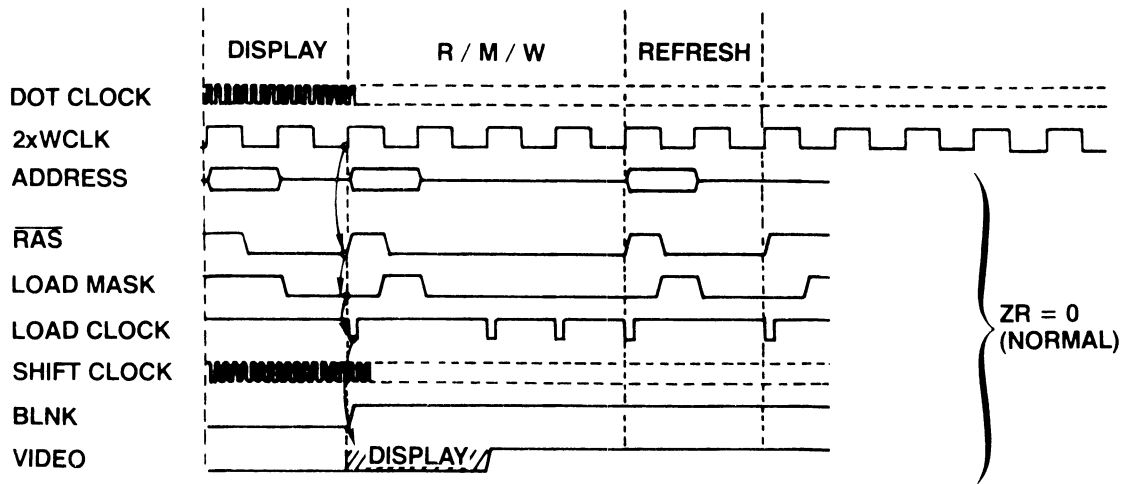 DISPLAY R / M / W REFRESH
DOT CLOCK
2xWCLK
ADDRESS
RAS
LOAD MASK
LOAD CLOCK
SHIFT CLOCK
BLNK
VIDEO
DISPLAY
ZR = 0
(NORMAL)